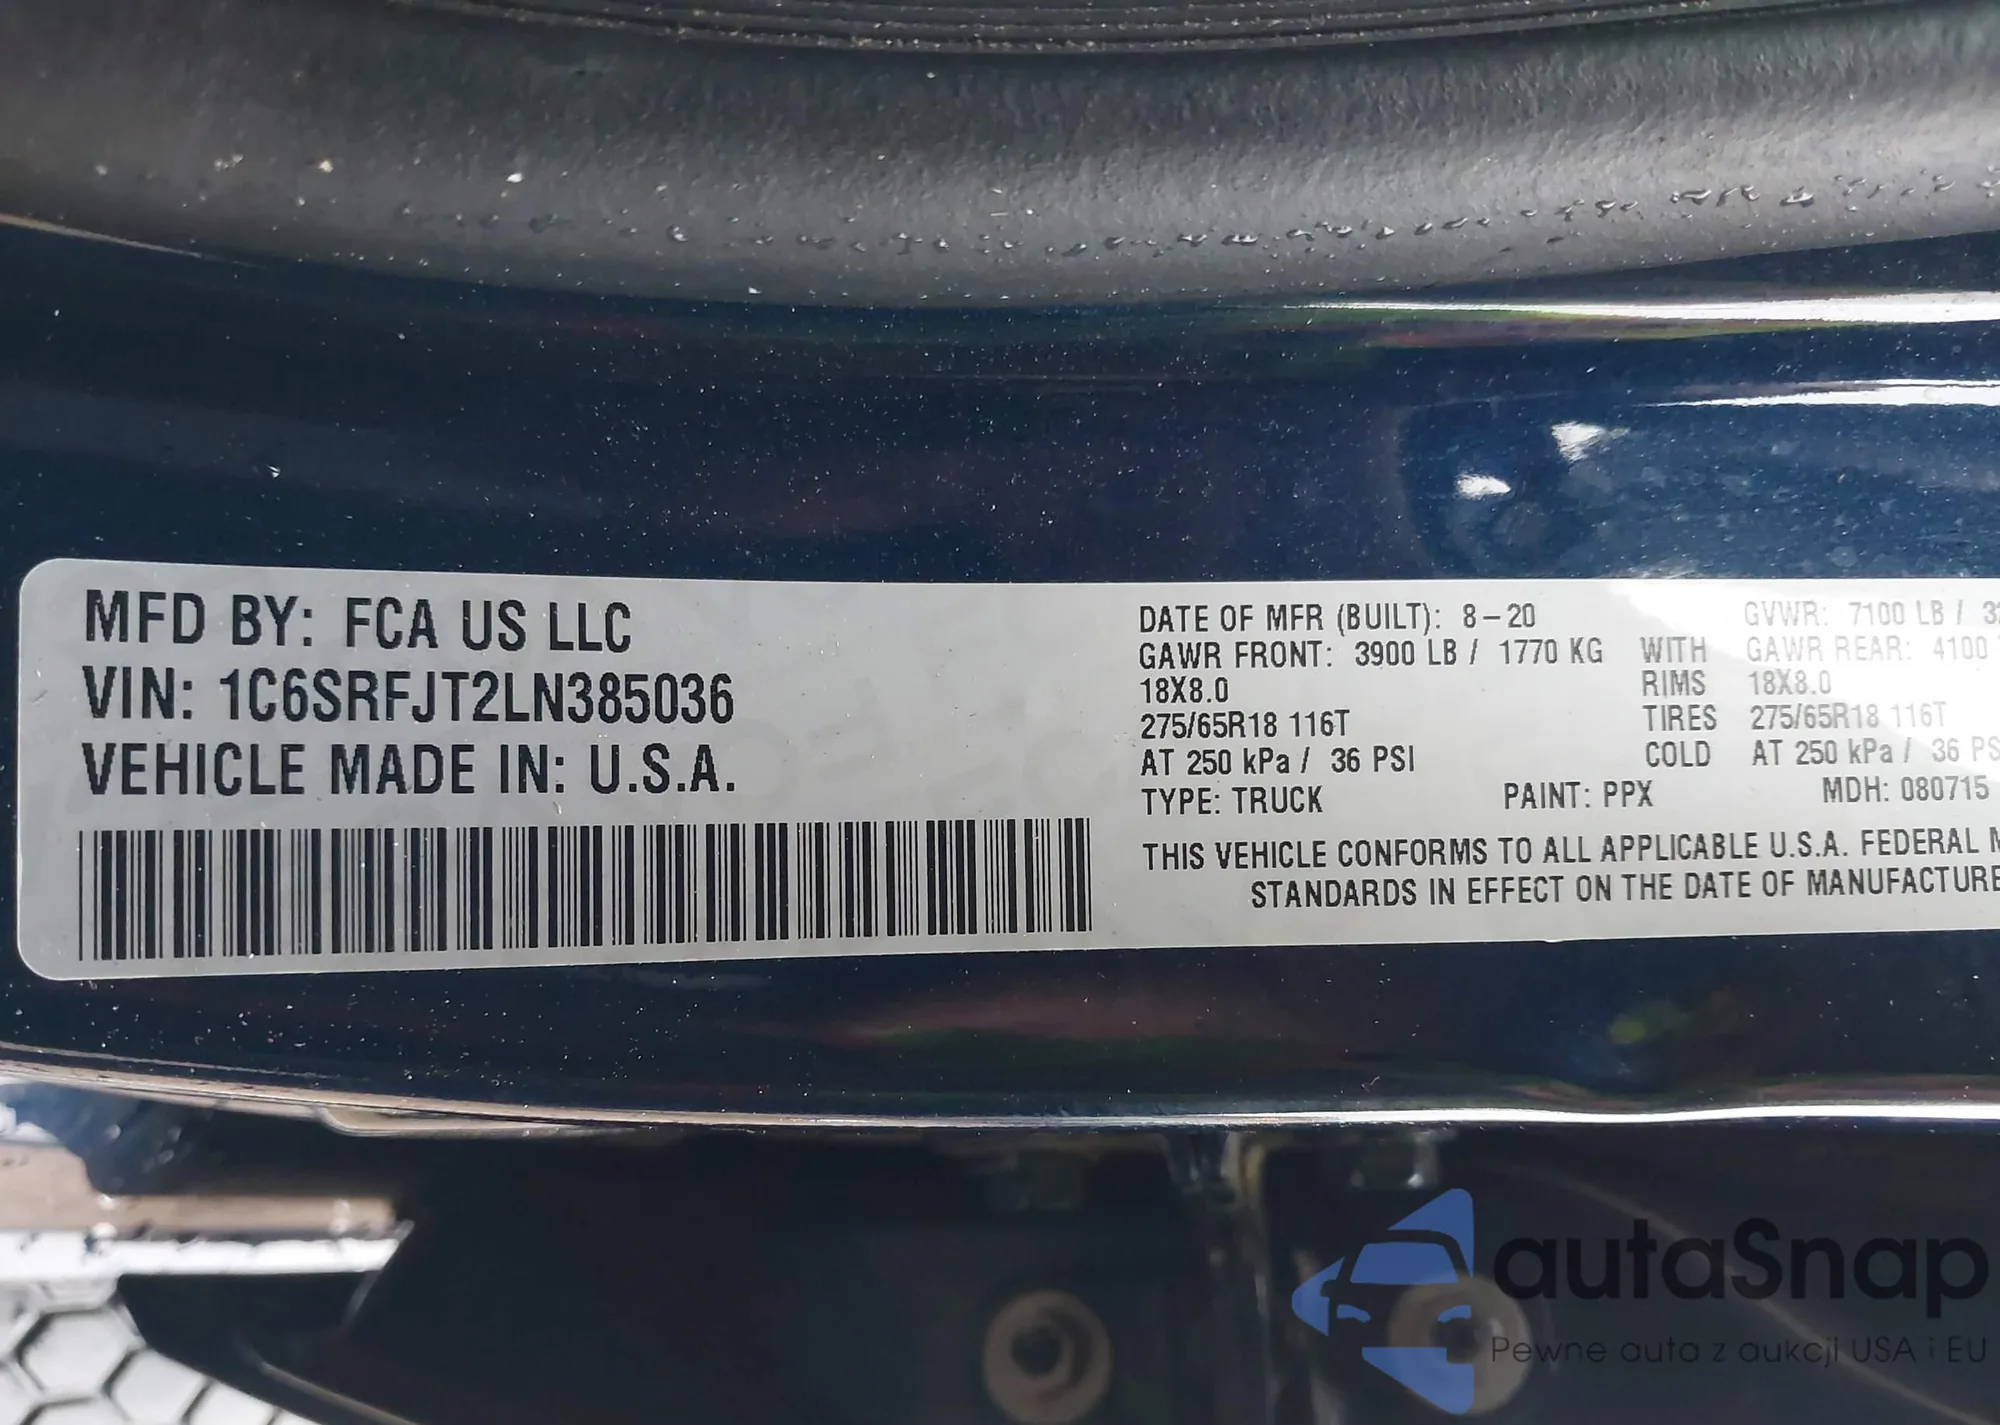 MFD BY: FCA US LLC
VIN: 1C6SRFJT2LN385036
VEHICLE MADE IN: U.S.A.
DATE OF MFR (BUILT): 8-20 GVWR: 7100 LB /
GAWR FRONT: 3900 LB / 1770 KG WITH GAWR REAR: 4100
18X8.0 RIMS 18X8.0
275/65R18 116T TIRES 275/65R18 116T
AT 250 kPa / 36 PSI COLD AT 250 kPa / 36 PS
TYPE: TRUCK PAINT: PPX MDH: 080715
THIS VEHICLE CONFORMS TO ALL APPLICABLE U.S.A. FEDERAL
STANDARDS IN EFFECT ON THE DATE OF MANUFACTURE
autaSnap
Pewne auta z aukcji USA i EU